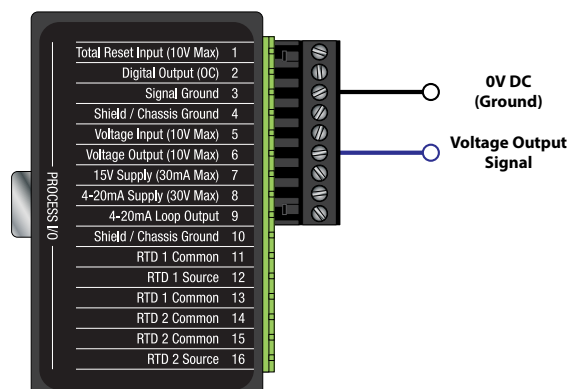 Total Reset Input (10V Max) 1
Digital Output (OC) 2
Signal Ground 3
Shield / Chassis Ground 4
Voltage Input (10V Max) 5
Voltage Output (10V Max) 6
15V Supply (30mA Max) 7
4-20mA Supply (30V Max) 8
4-20mA Loop Output 9
Shield / Chassis Ground 10
RTD 1 Common 11
RTD 1 Source 12
RTD 1 Common 13
RTD 2 Common 14
RTD 2 Common 15
RTD 2 Source 16
PROCESS I/O
0V DC
(Ground)
Voltage Output
Signal